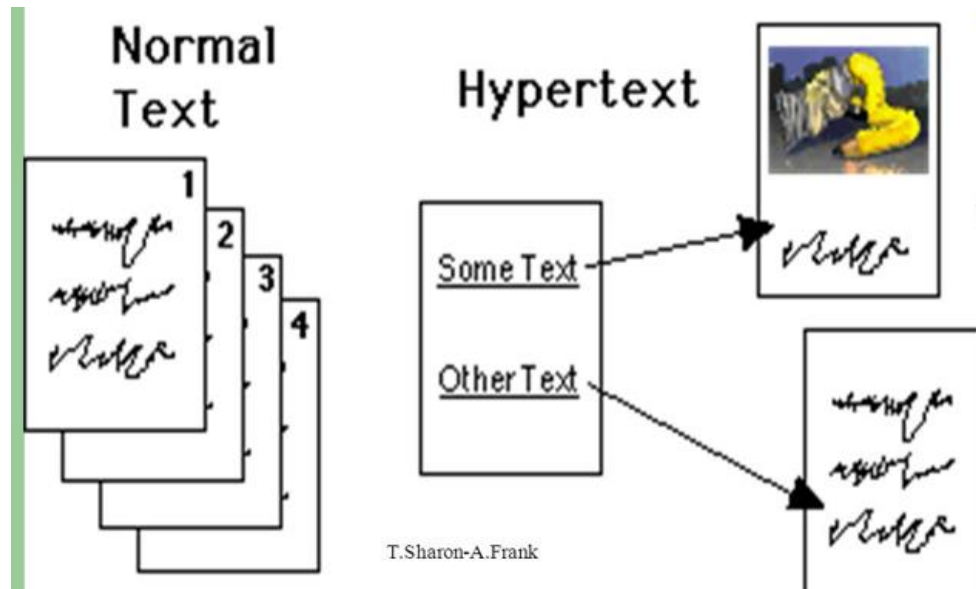 Normal
Text
1
2
3
4
Hypertext
Some Text
Other Text
T.Sharon-A.Frank